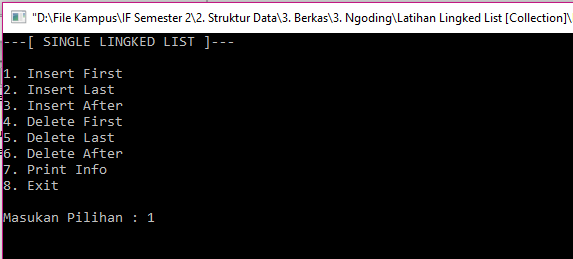 "D:\File Kampus\IF Semester 2\2. Struktur Data\3. Berkas\3. Ngoding\Latihan Lingked List [Collection]\
---[ SINGLE LINGKED LIST ]---
1. Insert First
2. Insert Last
3. Insert After
4. Delete First
5. Delete Last
6. Delete After
7. Print Info
8. Exit
Masukan Pilihan : 1